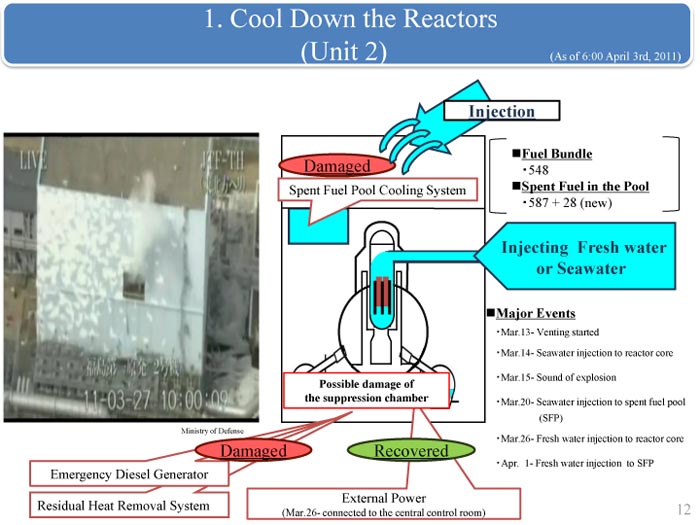 1. Cool Down the Reactors
(Unit 2)
(As of 6:00 April 3rd, 2011)
Injection
LIVE
Damaged
Spent Fuel Pool Cooling System
■Fuel Bundle
・548
■Spent Fuel in the Pool
・587 + 28 (new)
Injecting Fresh water
or Seawater
■Major Events
・Mar.13- Venting started
・Mar.14- Seawater injection to reactor core
・Mar.15- Sound of explosion
・Mar.20- Seawater injection to spent fuel pool
(SFP)
・Mar.26- Fresh water injection to reactor core
・Apr. 1- Fresh water injection to SFP
Possible damage of
the suppression chamber
11-03-27 10:00:09
Ministry of Defense
Damaged
Recovered
Emergency Diesel Generator
Residual Heat Removal System
External Power
(Mar.26- connected to the central control room)
12